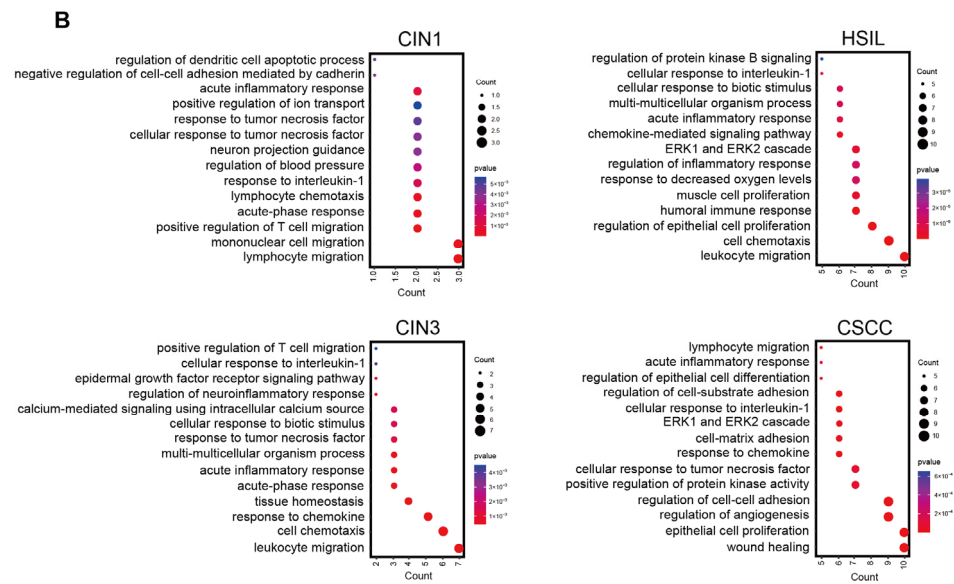 B
CIN1
regulation of dendritic cell apoptotic process
negative regulation of cell-cell adhesion mediated by cadherin
acute inflammatory response
positive regulation of ion transport
response to tumor necrosis factor
cellular response to tumor necrosis factor
neuron projection guidance
regulation of blood pressure
response to interleukin-1
lymphocyte chemotaxis
acute-phase response
positive regulation of T cell migration
mononuclear cell migration
lymphocyte migration
1.0 1.5 2.0 2.5 3.0
Count
Count
1.0
1.5
2.0
2.5
3.0
pvalue
HSIL
regulation of protein kinase B signaling
cellular response to interleukin-1
cellular response to biotic stimulus
multi-multicellular organism process
acute inflammatory response
chemokine-mediated signaling pathway
ERK1 and ERK2 cascade
regulation of inflammatory response
response to decreased oxygen levels
muscle cell proliferation
humoral immune response
regulation of epithelial cell proliferation
cell chemotaxis
leukocyte migration
5 6 7 8 9 10
Count
Count
5
6
7
8
9
10
pvalue
CIN3
positive regulation of T cell migration
cellular response to interleukin-1
epidermal growth factor receptor signaling pathway
regulation of neuroinflammatory response
calcium-mediated signaling using intracellular calcium source
cellular response to biotic stimulus
response to tumor necrosis factor
multi-multicellular organism process
acute inflammatory response
acute-phase response
tissue homeostasis
response to chemokine
cell chemotaxis
leukocyte migration
2 3 4 5 6 7
Count
Count
2
3
4
5
6
7
pvalue
CSCC
lymphocyte migration
acute inflammatory response
regulation of epithelial cell differentiation
regulation of cell-substrate adhesion
cellular response to interleukin-1
ERK1 and ERK2 cascade
cell-matrix adhesion
response to chemokine
cellular response to tumor necrosis factor
positive regulation of protein kinase activity
regulation of cell-cell adhesion
regulation of angiogenesis
epithelial cell proliferation
wound healing
5 6 7 8 9 10
Count
Count
5
6
7
8
9
10
pvalue